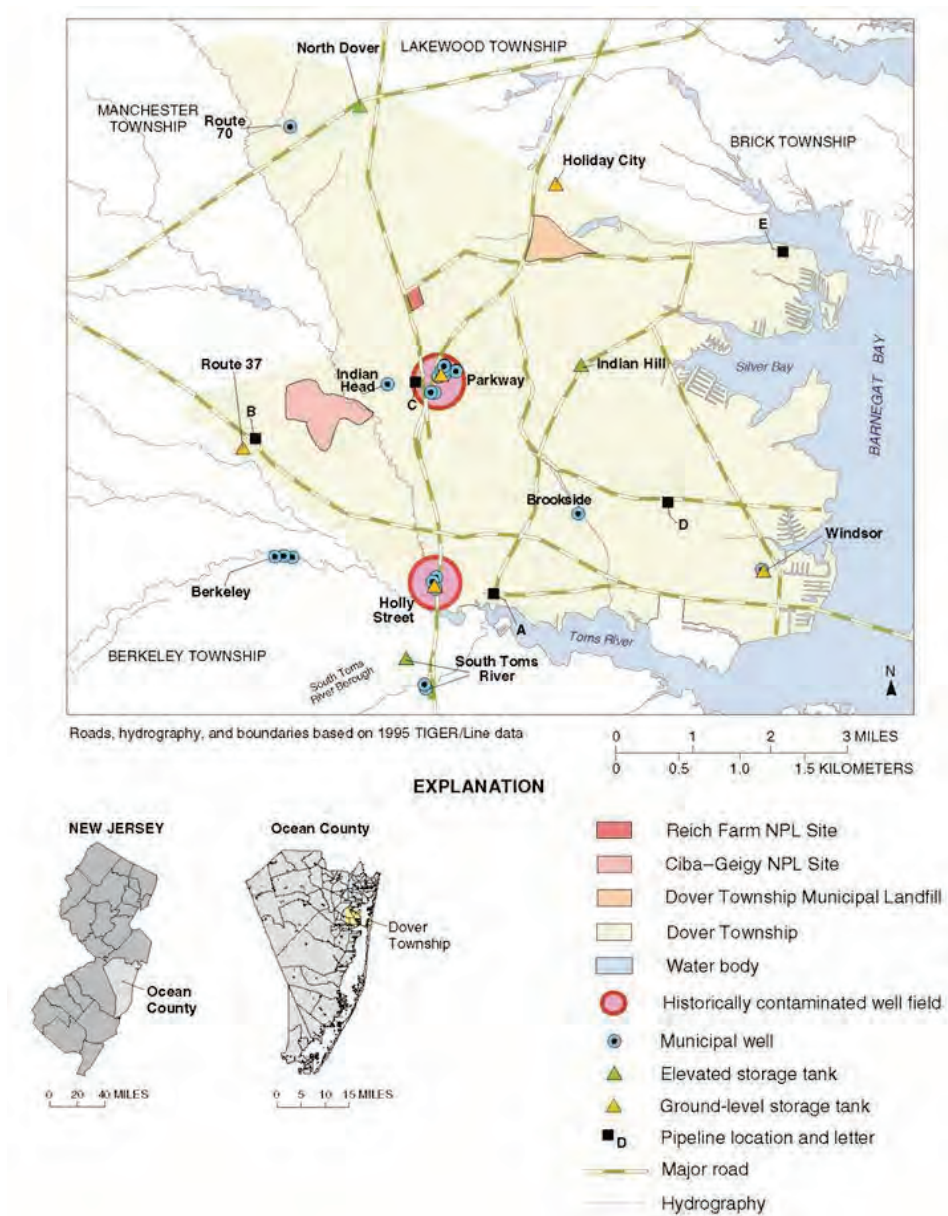 North Dover
LAKEWOOD TOWNSHIP
MANCHESTER
TOWNSHIP
Route
70
BRICK TOWNSHIP
Holiday City
E
Route 37
Indian
Head
Parkway
Indian Hill
Silver Bay
BARNEGAT BAY
B
C
Brookside
D
Windsor
Berkeley
Holly
Street
A
Toms River
BERKELEY TOWNSHIP
South Toms
River Borough
South Toms
River
N
Roads, hydrography, and boundaries based on 1995 TIGER/Line data
0 1 2 3 MILES
0 0.5 1.0 1.5 KILOMETERS
EXPLANATION
NEW JERSEY
Ocean
County
0 20 40 MILES
Ocean County
Dover
Township
0 5 10 15 MILES
Reich Farm NPL Site
Ciba–Geigy NPL Site
Dover Township Municipal Landfill
Dover Township
Water body
Historically contaminated well field
Municipal well
Elevated storage tank
Ground-level storage tank
D Pipeline location and letter
Major road
Hydrography